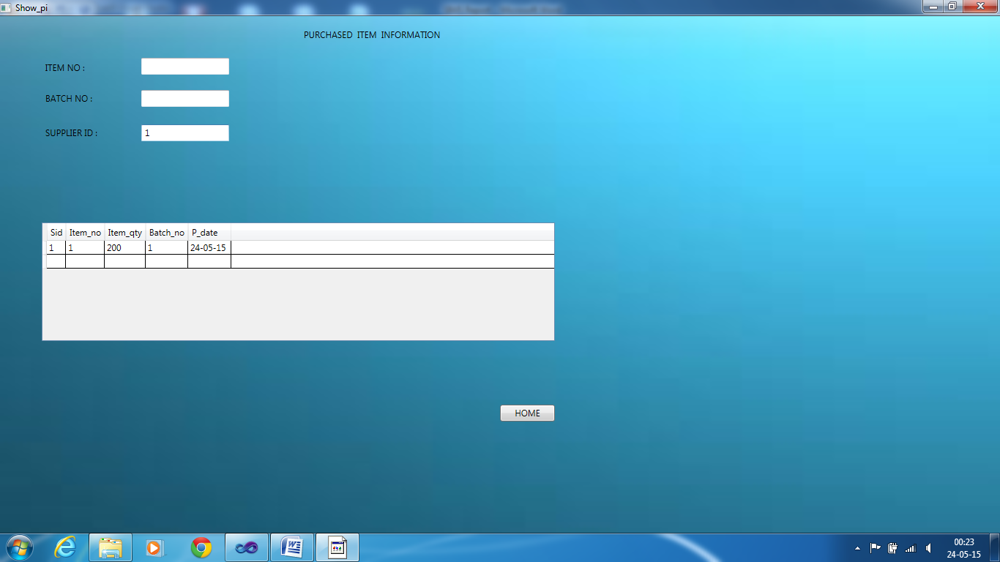 Show_pi
PURCHASED ITEM INFORMATION
ITEM NO :
BATCH NO :
SUPPLIER ID : 1
Sid Item_no Item_qty Batch_no P_date
1 1 200 1 24-05-15
HOME
00:23
24-05-15